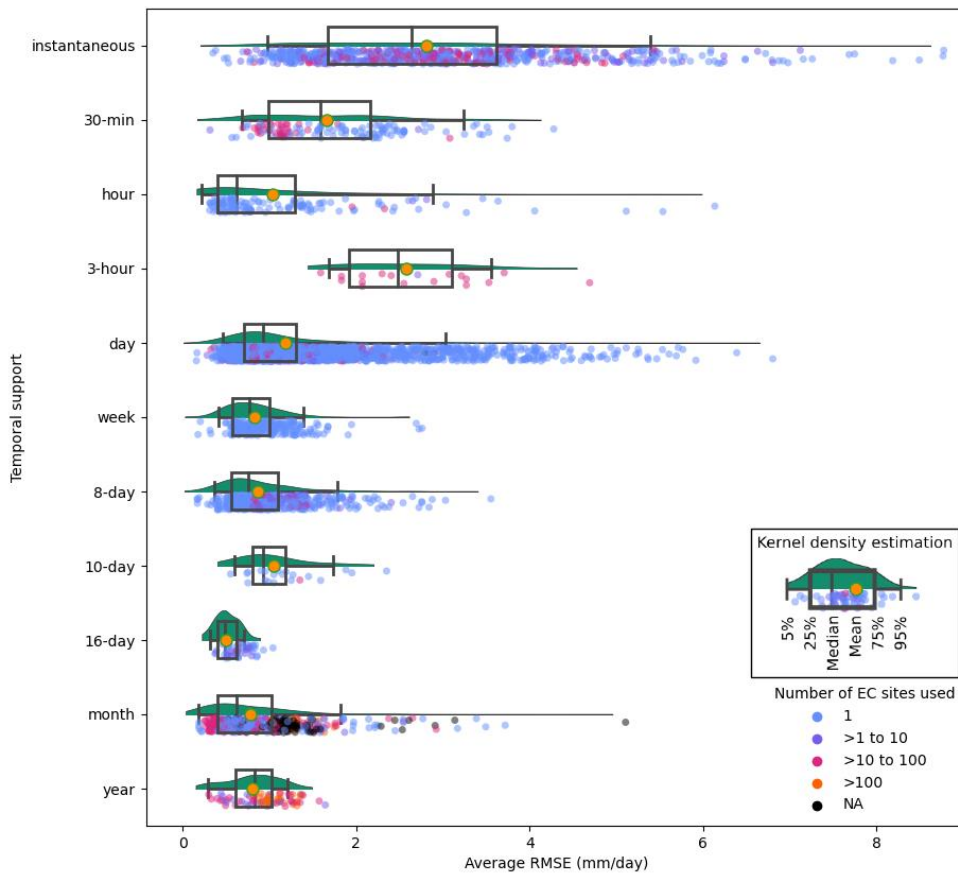 Temporal support
instantaneous
30-min
hour
3-hour
day
week
8-day
10-day
16-day
month
year
0 2 4 6 8
Average RMSE (mm/day)
Kernel density estimation
5% 25% Median Mean 75% 95%
Number of EC sites used
1
>1 to 10
>10 to 100
>100
NA